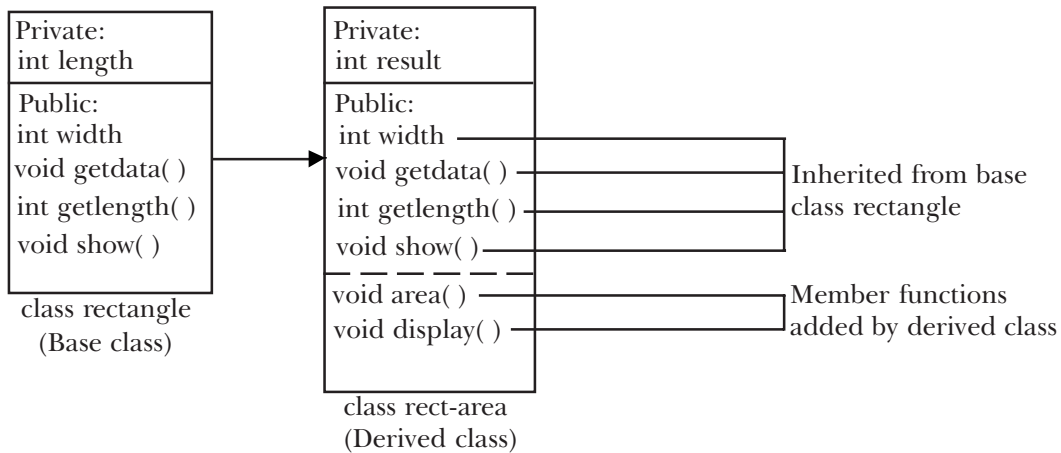 Private:
int length
Public:
int width
void getdata( )
int getlength( )
void show( )
class rectangle
(Base class)
Private:
int result
Public:
int width
void getdata( )
int getlength( )
void show( )
void area( )
void display( )
class rect-area
(Derived class)
Inherited from base
class rectangle
Member functions
added by derived class